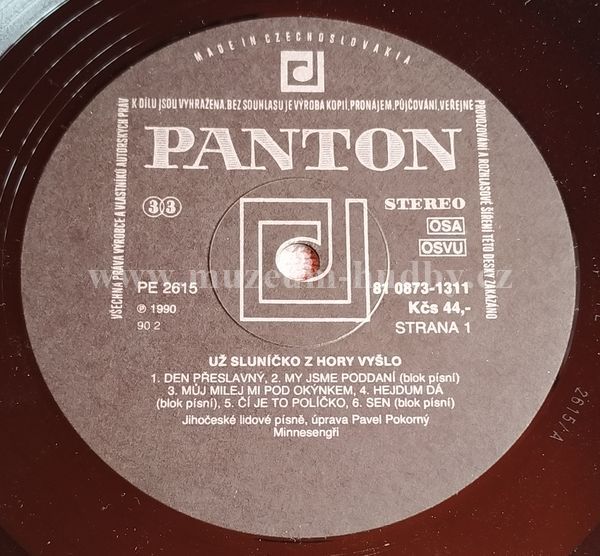 MADE IN CZECHOSLOVAKIA
VŠECHNA PRÁVA VÝROBCE A VLASTNÍKŮ AUTORSKÝCH PRÁV
K DÍLU JSOU VYHRAŽENA. BEZ SOUHLASU JE VÝROBA KOPIÍ, PRONÁJEM, PŮJČOVÁNÍ, VEŘEJNÉ
PROVOZOVÁNÍ A ROZHLASOVÉ ŠÍŘENÍ TÉTO DESKY ZAKÁZÁNO
PANTON
33
STEREO
OSA
OSVU
www.muzeum-hudby.cz
PE 2615
81 0873-1311
℗ 1990
Kčs 44,-
90 2
STRANA 1
UŽ SLUNÍČKO Z HORY VYŠLO
1. DEN PŘESLAVNÝ, 2. MY JSME PODDANÍ (blok písní)
3. MŮJ MILEJ MI POD OKÝNKEM, 4. HEJDUM DÁ
(blok písní), 5. ČÍ JE TO POLÍČKO, 6. SEN (blok písní)
Jihočeské lidové písně, úprava Pavel Pokorný
Minnesengři
2615/A